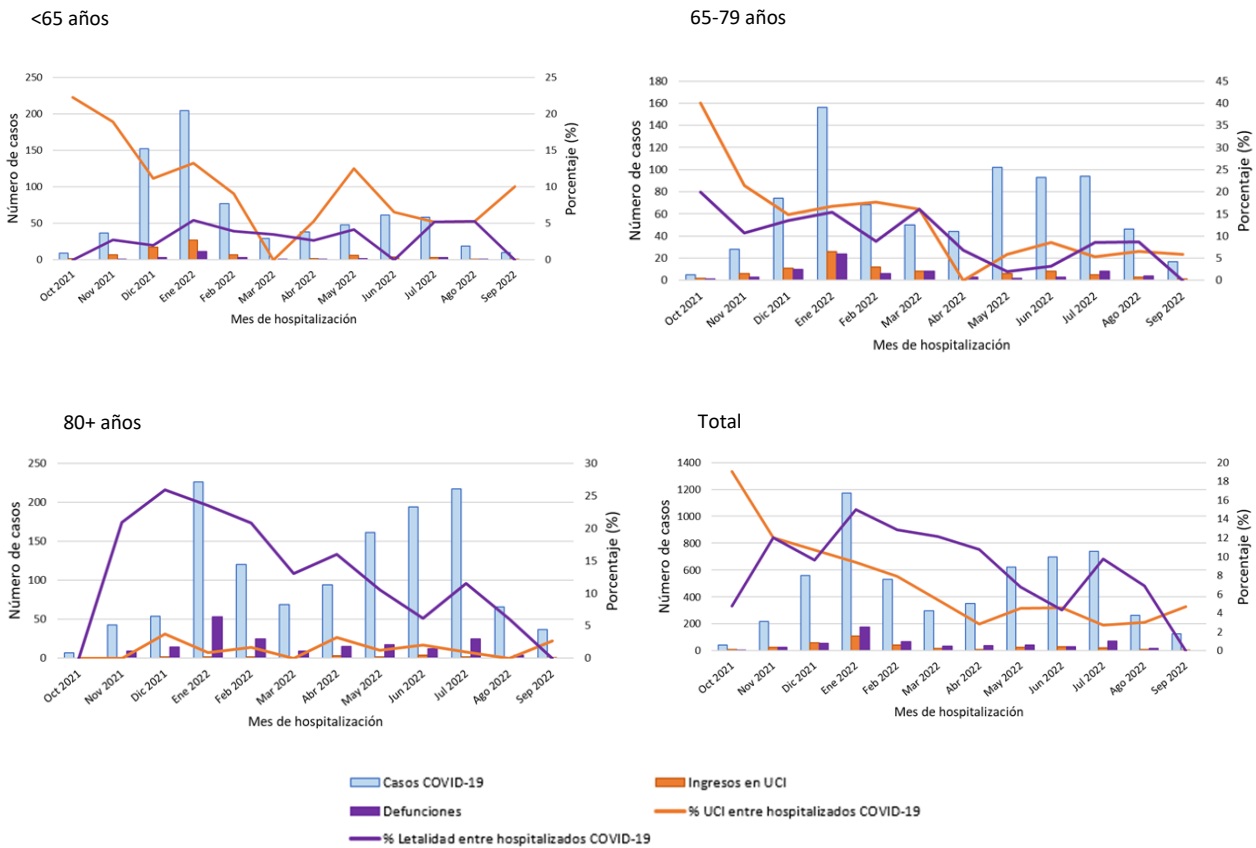 <65 años
65-79 años
Número de casos
250
200
150
100
50
0
25
20
15
10
5
0
Porcentaje (%)
Oct 2021
Nov 2021
Dic 2021
Ene 2022
Feb 2022
Mar 2022
Abr 2022
May 2022
Jun 2022
Jul 2022
Ago 2022
Sep 2022
Mes de hospitalización
Número de casos
180
160
140
120
100
80
60
40
20
0
45
40
35
30
25
20
15
10
5
0
Porcentaje (%)
Oct 2021
Nov 2021
Dic 2021
Ene 2022
Feb 2022
Mar 2022
Abr 2022
May 2022
Jun 2022
Jul 2022
Ago 2022
Sep 2022
Mes de hospitalización
80+ años
Total
Número de casos
250
200
150
100
50
0
30
25
20
15
10
5
0
Porcentaje (%)
Oct 2021
Nov 2021
Dic 2021
Ene 2022
Feb 2022
Mar 2022
Abr 2022
May 2022
Jun 2022
Jul 2022
Ago 2022
Sep 2022
Mes de hospitalización
Número de casos
1400
1200
1000
800
600
400
200
0
20
18
16
14
12
10
8
6
4
2
0
Porcentaje (%)
Oct 2021
Nov 2021
Dic 2021
Ene 2022
Feb 2022
Mar 2022
Abr 2022
May 2022
Jun 2022
Jul 2022
Ago 2022
Sep 2022
Mes de hospitalización
Casos COVID-19
Ingresos en UCI
Defunciones
% UCI entre hospitalizados COVID-19
% Letalidad entre hospitalizados COVID-19